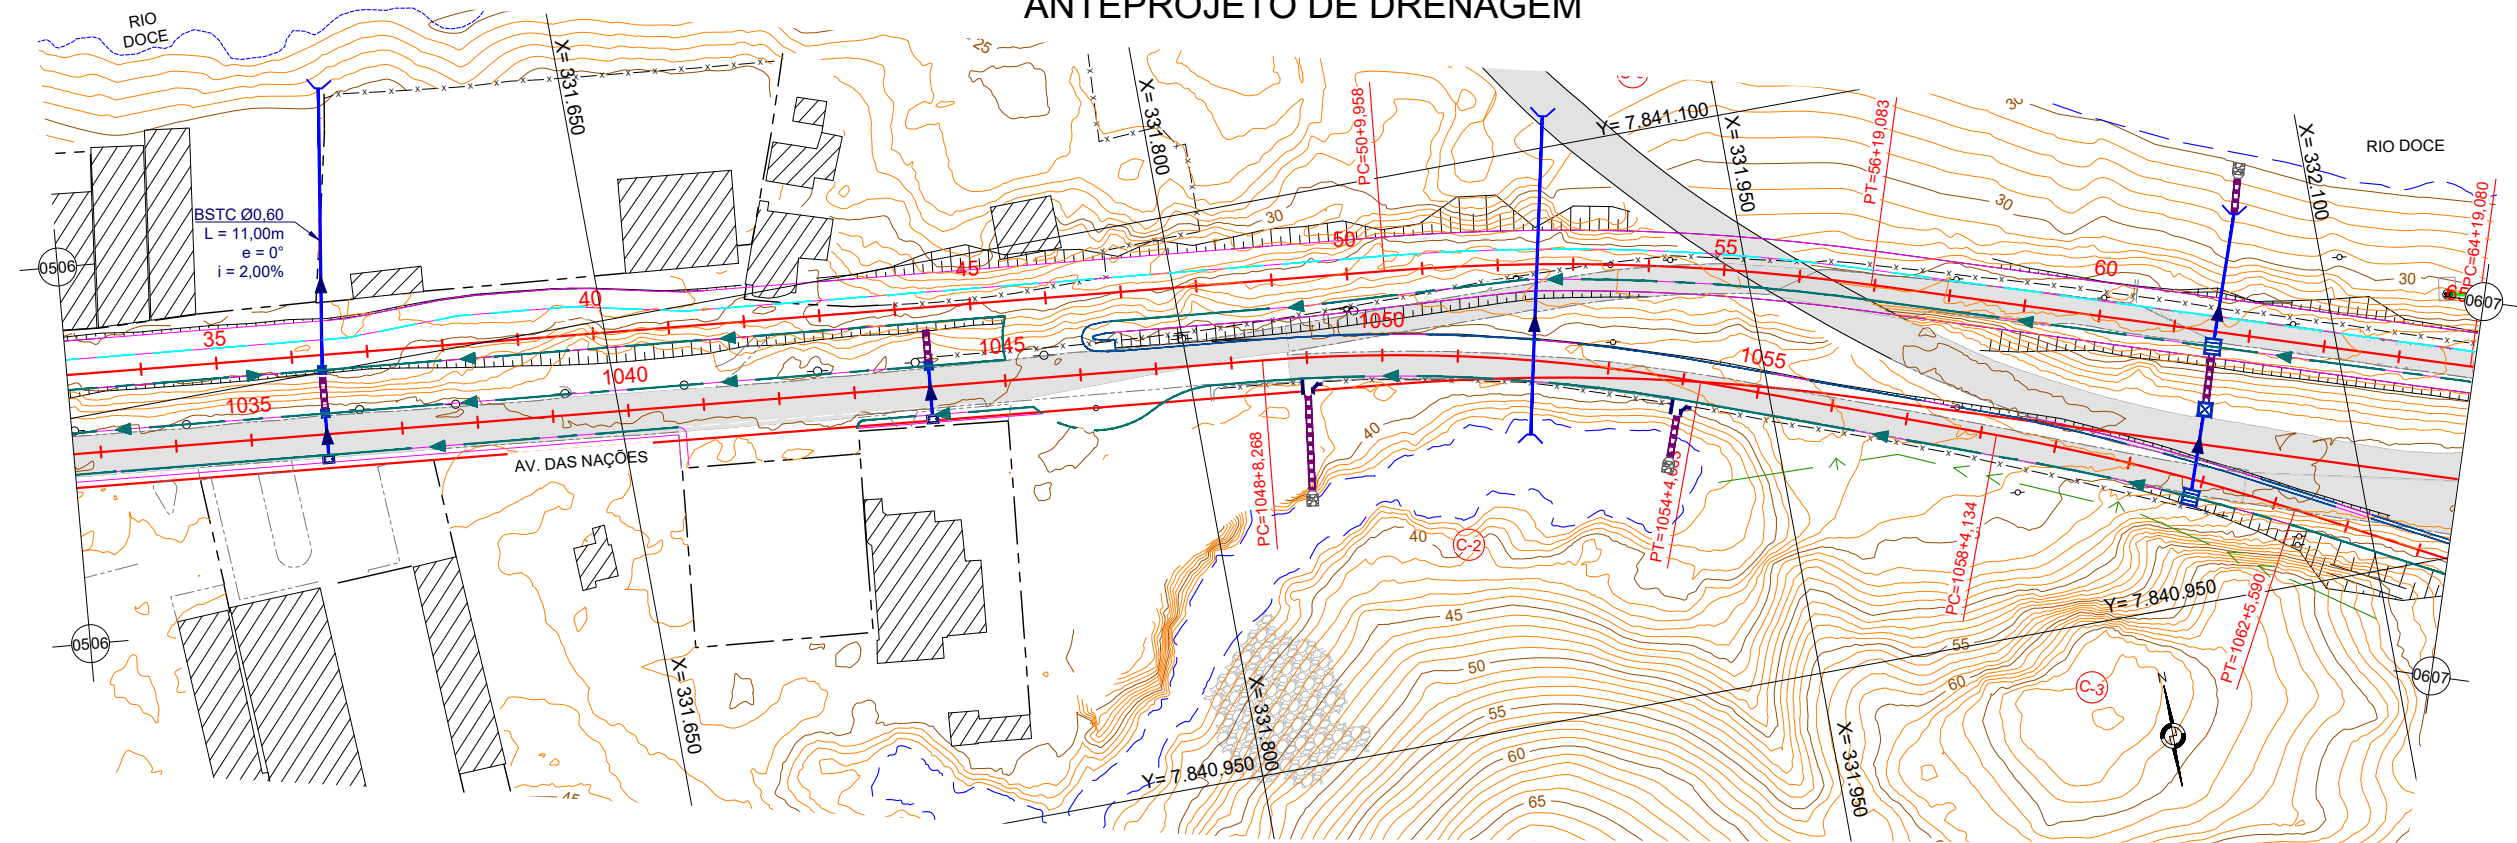 ANTEPROJETO DE DRENAGEM
RIO
DOCE
25
X= 331.650
X= 331.800
PC=50+9,958
Y= 7.841.100
X= 331.950
PT=56+19,083
30
X= 332.100
RIO DOCE
PC=64+19,080
BSTC Ø0,60
L = 11,00m
e = 0°
i = 2,00%
30
30
30
0506
0607
35
40
45
50
55
60
1035
1040
1045
1050
1055
AV. DAS NAÇÕES
40
PC=1048+8,268
PT=1054+4,
PC=1058+4,134
PT=1062+5,590
40
C-2
45
50
55
60
65
55
60
C-3
N
0506
0607
Y= 7.840.950
Y= 7.840.950
X= 331.650
X= 331.800
X= 331.950
45